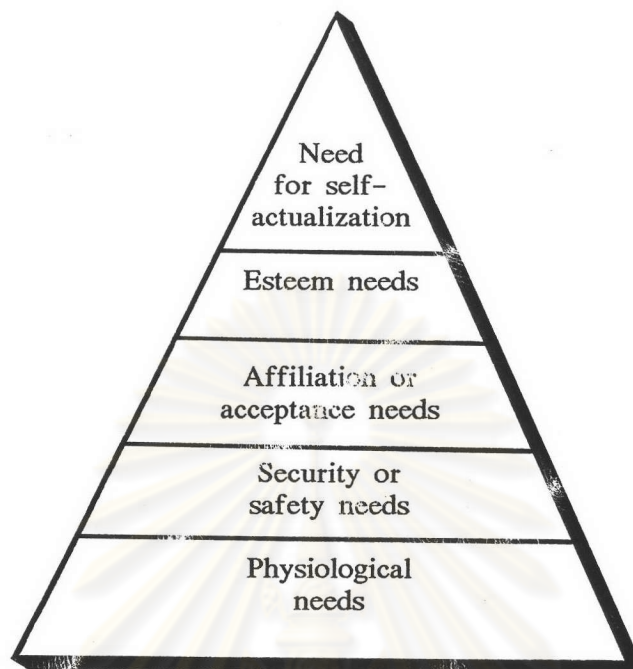 Need
for self-
actualization
Esteem needs
Affiliation or
acceptance needs
Security or
safety needs
Physiological
needs